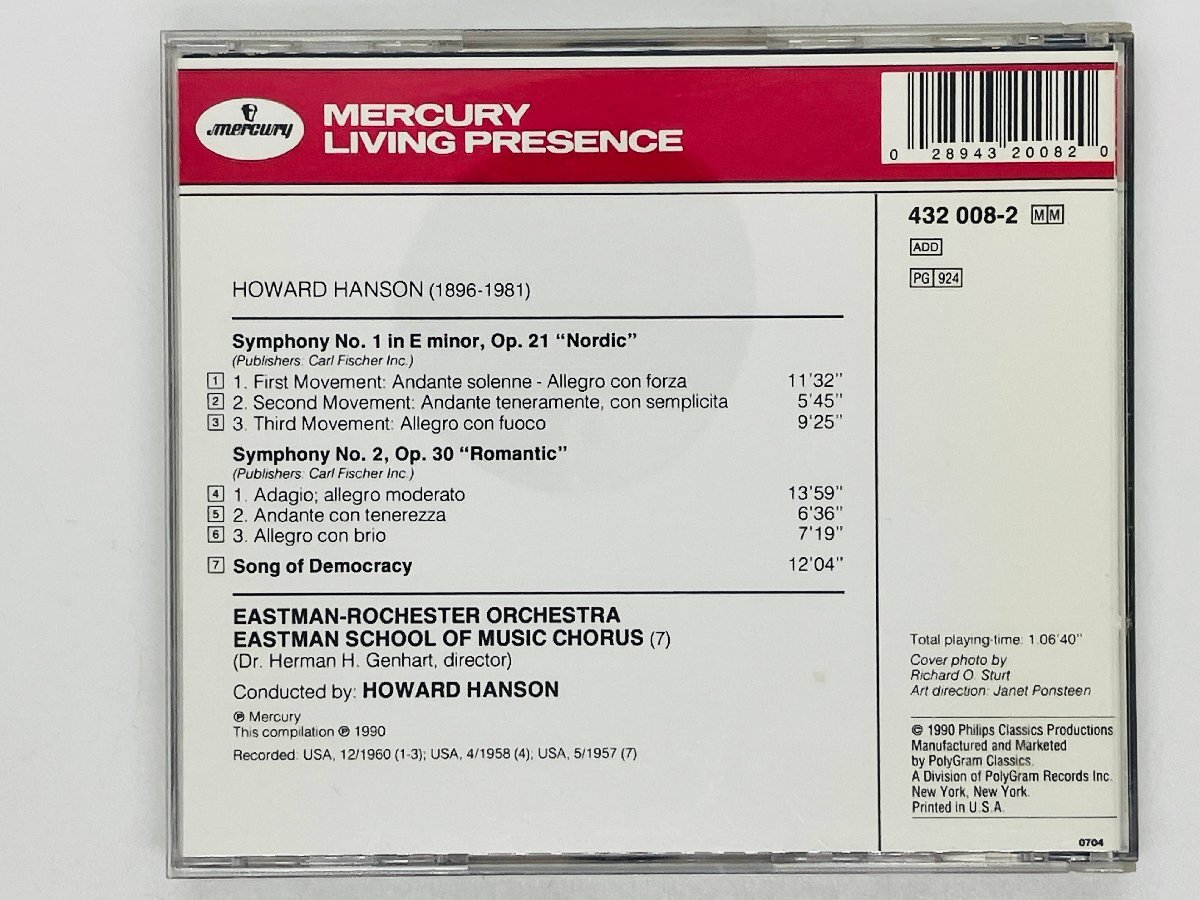 mercury
MERCURY
LIVING PRESENCE
0 28943 20082 0
432 008-2 MM
ADD
PG 924
HOWARD HANSON (1896-1981)
Symphony No. 1 in E minor, Op. 21 “Nordic”
(Publishers: Carl Fischer Inc.)
1 1. First Movement: Andante solenne - Allegro con forza 11'32”
2 2. Second Movement: Andante teneramente, con semplicita 5'45”
3 3. Third Movement: Allegro con fuoco 9'25”
Symphony No. 2, Op. 30 “Romantic”
(Publishers: Carl Fischer Inc.)
4 1. Adagio; allegro moderato 13'59”
5 2. Andante con tenerezza 6'36”
6 3. Allegro con brio 7'19”
7 Song of Democracy 12'04”
EASTMAN-ROCHESTER ORCHESTRA
EASTMAN SCHOOL OF MUSIC CHORUS (7)
(Dr. Herman H. Genhart, director)
Conducted by: HOWARD HANSON
℗ Mercury
This compilation ℗ 1990
Recorded: USA, 12/1960 (1-3); USA, 4/1958 (4); USA, 5/1957 (7)
Total playing-time: 1.06'40”
Cover photo by
Richard O. Sturt
Art direction: Janet Ponsteen
© 1990 Philips Classics Productions
Manufactured and Marketed
by PolyGram Classics.
A Division of PolyGram Records Inc.
New York, New York.
Printed in U.S.A.
0704